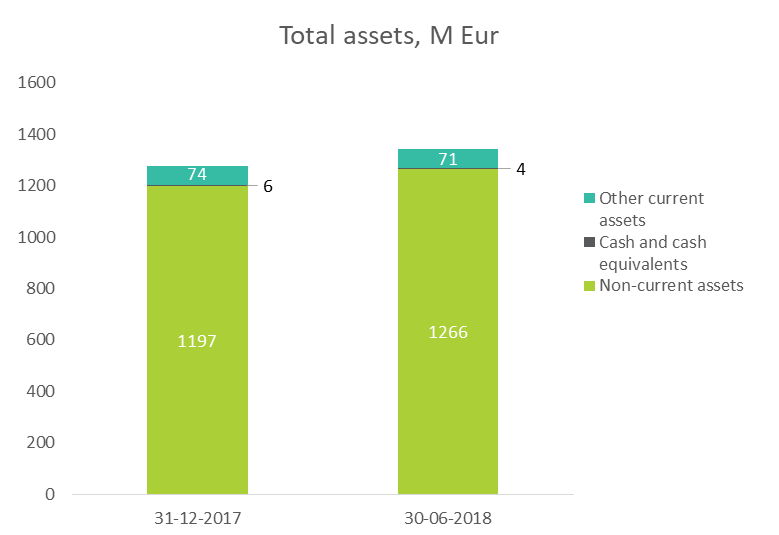 Total assets, M Eur
1600
1400
1200
1000
800
600
400
200
0
74
6
1197
71
4
1266
31-12-2017
30-06-2018
Other current
assets
Cash and cash
equivalents
Non-current assets